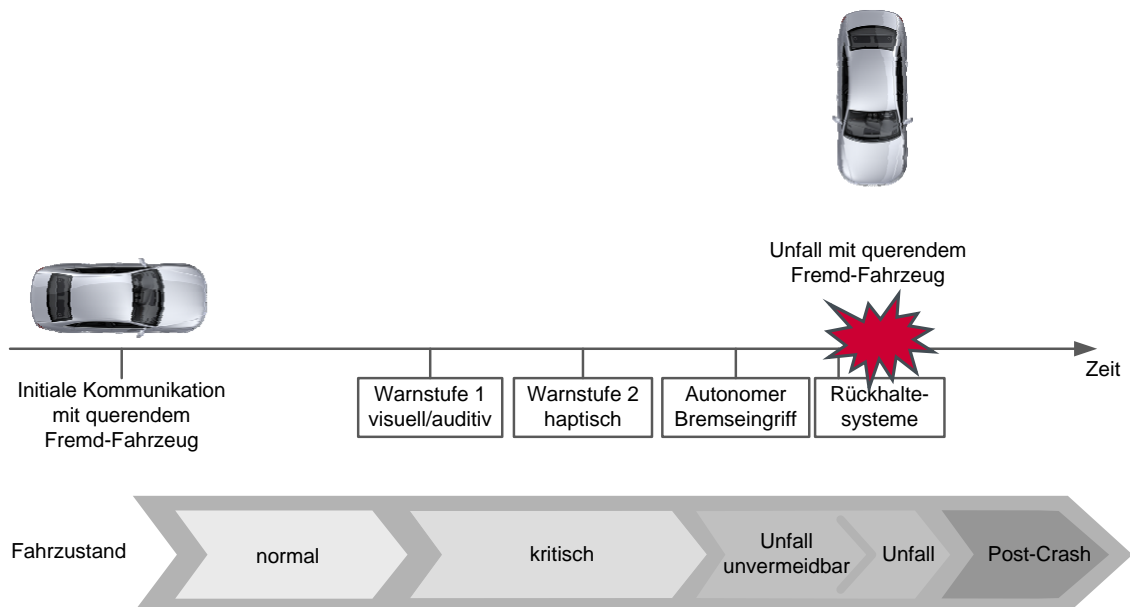 Unfall mit querendem
Fremd-Fahrzeug
Zeit
Initiale Kommunikation
mit querendem
Fremd-Fahrzeug
Warnstufe 1
visuell/auditiv
Warnstufe 2
haptisch
Autonomer
Bremseingriff
Rückhalte-
systeme
Fahrzustand
normal
kritisch
Unfall
unvermeidbar
Unfall
Post-Crash